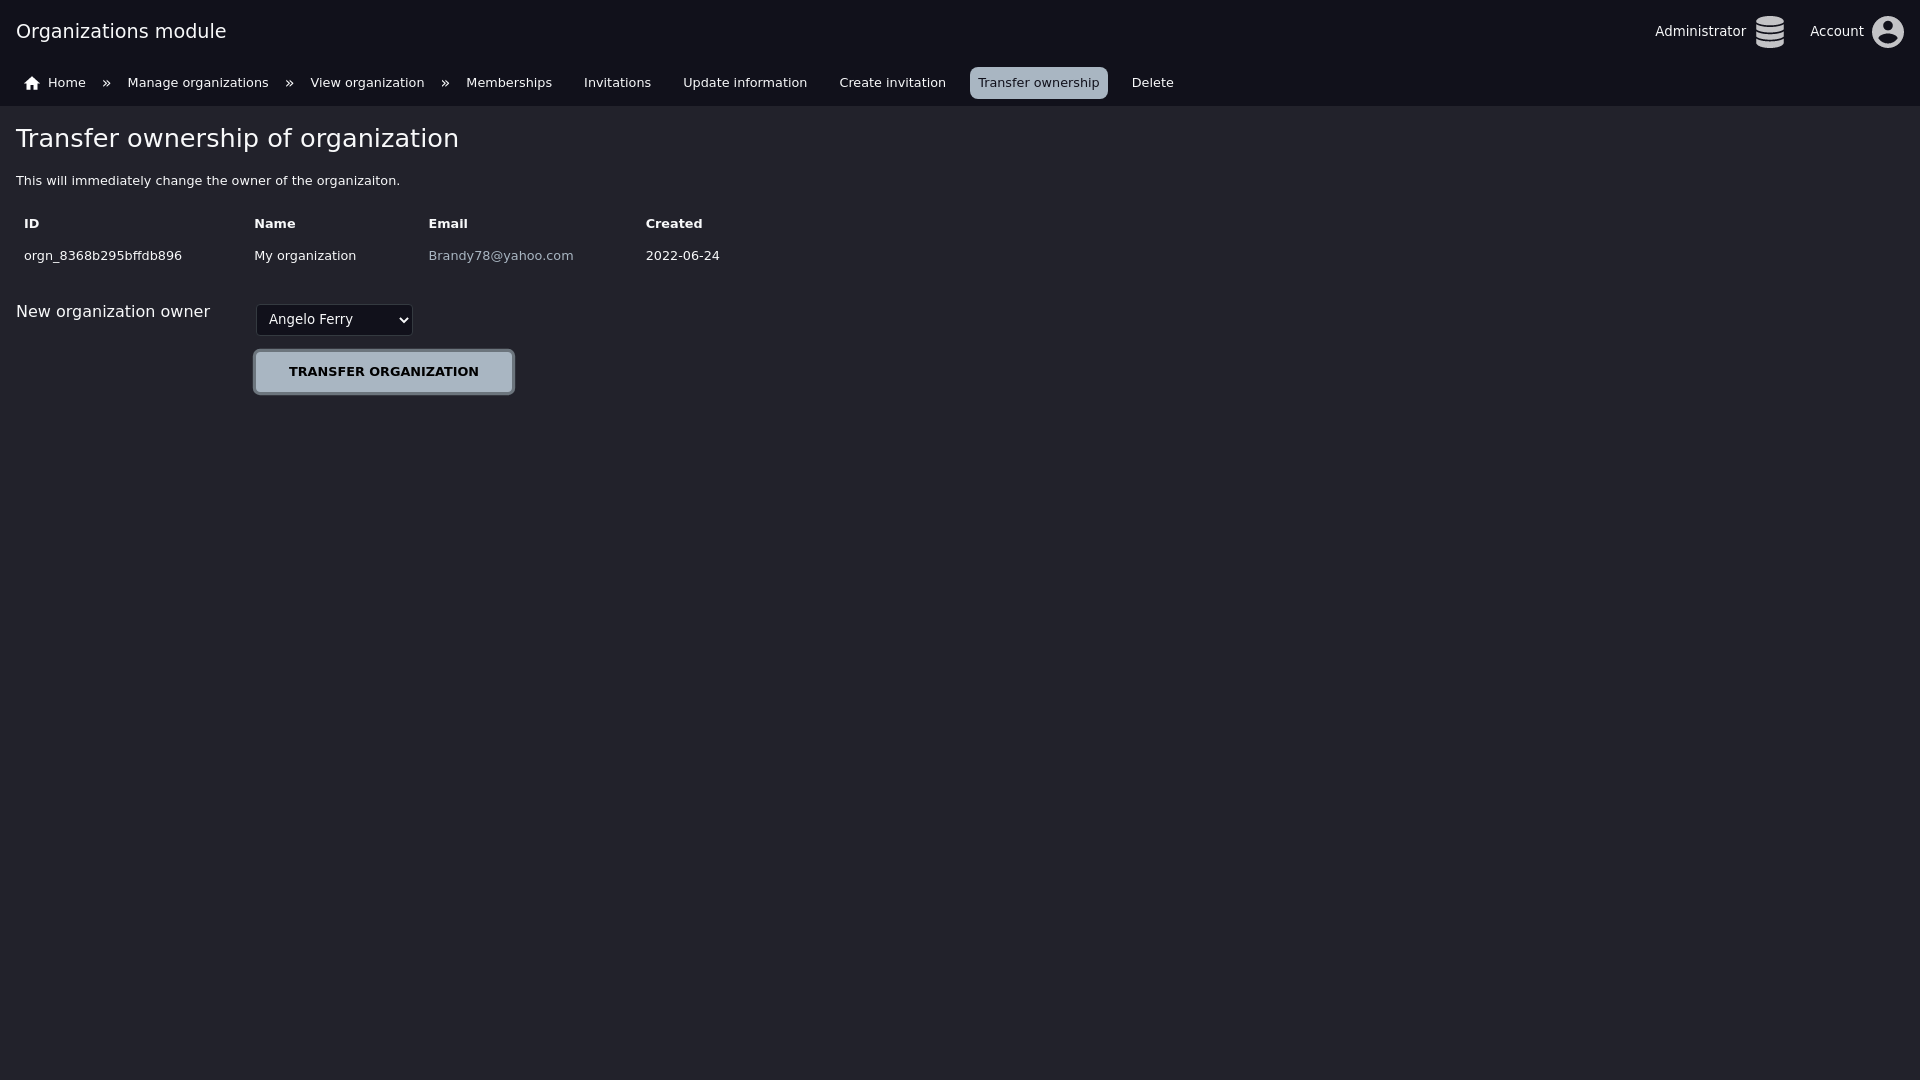 Organizations module
Administrator
Account
Home » Manage organizations » View organization » Memberships Invitations Update information Create invitation Transfer ownership Delete
Transfer ownership of organization
This will immediately change the owner of the organizaiton.
ID Name Email Created
orgn_8368b295bffdb896 My organization Brandy78@yahoo.com 2022-06-24
New organization owner
Angelo Ferry
TRANSFER ORGANIZATION